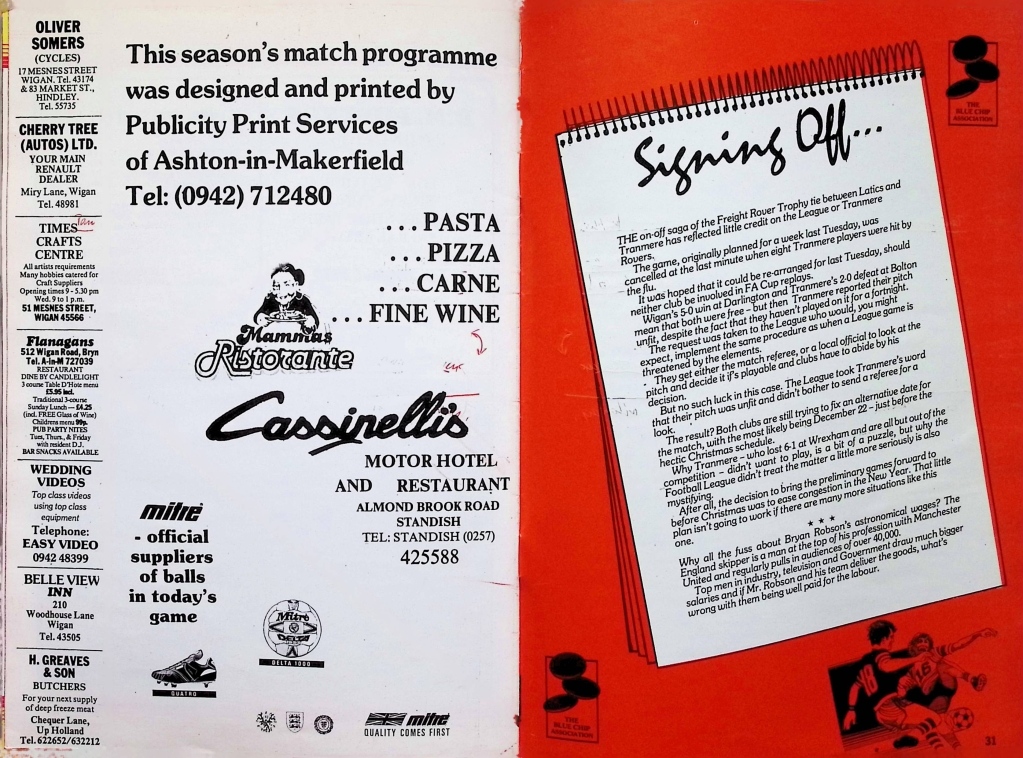 OLIVER
SOMERS
(CYCLES)
17 MESNES STREET
WIGAN. Tel. 43174
& 83 MARKET ST.,
HINDLEY.
Tel. 55735
CHERRY TREE
(AUTOS) LTD.
YOUR MAIN
RENAULT
DEALER
Miry Lane, Wigan
Tel. 48981
TIMES
CRAFTS
CENTRE
All artists requirements
Many hobbies catered for
Craft Suppliers
Opening times 9 - 5.30 pm
Wed. 9 to 1 p.m.
51 MESNES STREET,
WIGAN 45566
Flanagans
512 Wigan Road, Bryn
Tel. A-in-M 727039
RESTAURANT
DINE BY CANDLELIGHT
3 course Table D'Hote menu
£5.95 incl.
Traditional 3-course
Sunday Lunch — £4.25
(incl. FREE Glass of Wine)
Childrens menu 99p.
PUB PARTY NITES
Tues, Thurs., & Friday
with resident D.J.
BAR SNACKS AVAILABLE
WEDDING
VIDEOS
Top class videos
using top class
equipment
Telephone:
EASY VIDEO
0942 48399
BELLE VIEW
INN
210
Woodhouse Lane
Wigan
Tel. 43505
H. GREAVES
& SON
BUTCHERS
For your next supply
of deep freeze meat
Chequer Lane,
Up Holland
Tel. 622652/632212
This season's match programme
was designed and printed by
Publicity Print Services
of Ashton-in-Makerfield
Tel: (0942) 712480
...PASTA
...PIZZA
...CARNE
...FINE WINE
Mammas
Ristorante
Cassinelli's
MOTOR HOTEL
AND RESTAURANT
ALMOND BROOK ROAD
STANDISH
TEL: STANDISH (0257)
425588
mitre
- official
suppliers
of balls
in today's
game
Mitre
DELTA
DELTA 1000
QUATRO
mitre
QUALITY COMES FIRST
THE
BLUE CHIP
ASSOCIATION
Signing Off...
THE on-off saga of the Freight Rover Trophy tie between Latics and
Tranmere has reflected little credit on the League or Tranmere
Rovers.
The game, originally planned for a week last Tuesday, was
cancelled at the last minute when eight Tranmere players were hit by
the flu.
It was hoped that it could be re-arranged for last Tuesday, should
neither club be involved in FA Cup replays.
Wigan's 5-0 win at Darlington and Tranmere's 2-0 defeat at Bolton
mean that both were free – but then Tranmere reported their pitch
unfit, despite the fact that they haven't played on it for a fortnight.
The request was taken to the League who would, you might
expect, implement the same procedure as when a League game is
threatened by the elements.
They get either the match referee, or a local official to look at the
pitch and decide if it's playable and clubs have to abide by his
decision.
But no such luck in this case. The League took Tranmere's word
that their pitch was unfit and didn't bother to send a referee for a
look.
The result? Both clubs are still trying to fix an alternative date for
the match, with the most likely being December 22 – just before the
hectic Christmas schedule.
Why Tranmere – who lost 6-1 at Wrexham and are all but out of the
competition – didn't want to play, is a bit of a puzzle, but why the
Football League didn't treat the matter a little more seriously is also
mystifying.
After all, the decision to bring the preliminary games forward to
before Christmas was to ease congestion in the New Year. That little
plan isn't going to work if there are many more situations like this
one.
★ ★ ★
Why all the fuss about Bryan Robson's astronomical wages? The
England skipper is a man at the top of his profession with Manchester
United and regularly pulls in audiences of over 40,000.
Top men in industry, television and Government draw much bigger
salaries and if Mr. Robson and his team deliver the goods, what's
wrong with them being well paid for the labour.
THE
BLUE CHIP
ASSOCIATION
18
16
31